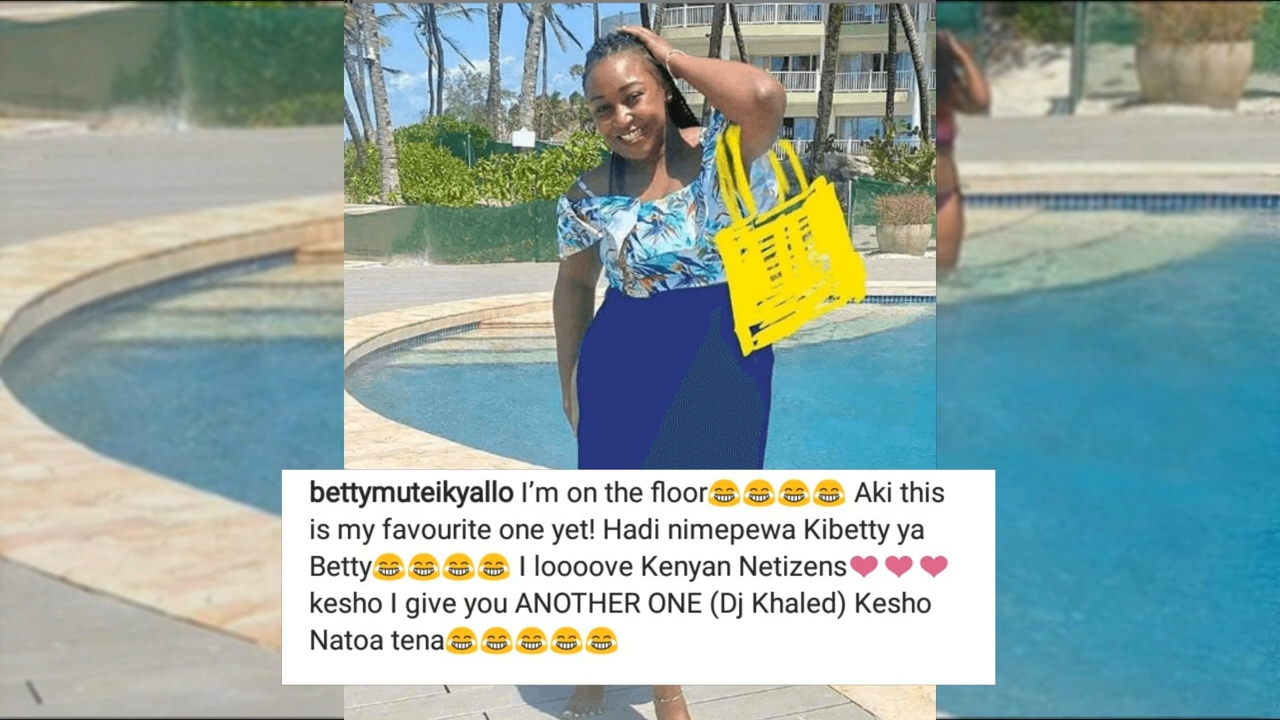 bettymuteikyallo I’m on the floor😂😂😂😂 Aki this
is my favourite one yet! Hadi nimepewa Kibetty ya
Betty😂😂😂😂 I loooove Kenyan Netizens❤❤❤
kesho I give you ANOTHER ONE (Dj Khaled) Kesho
Natoa tena😂😂😂😂😂